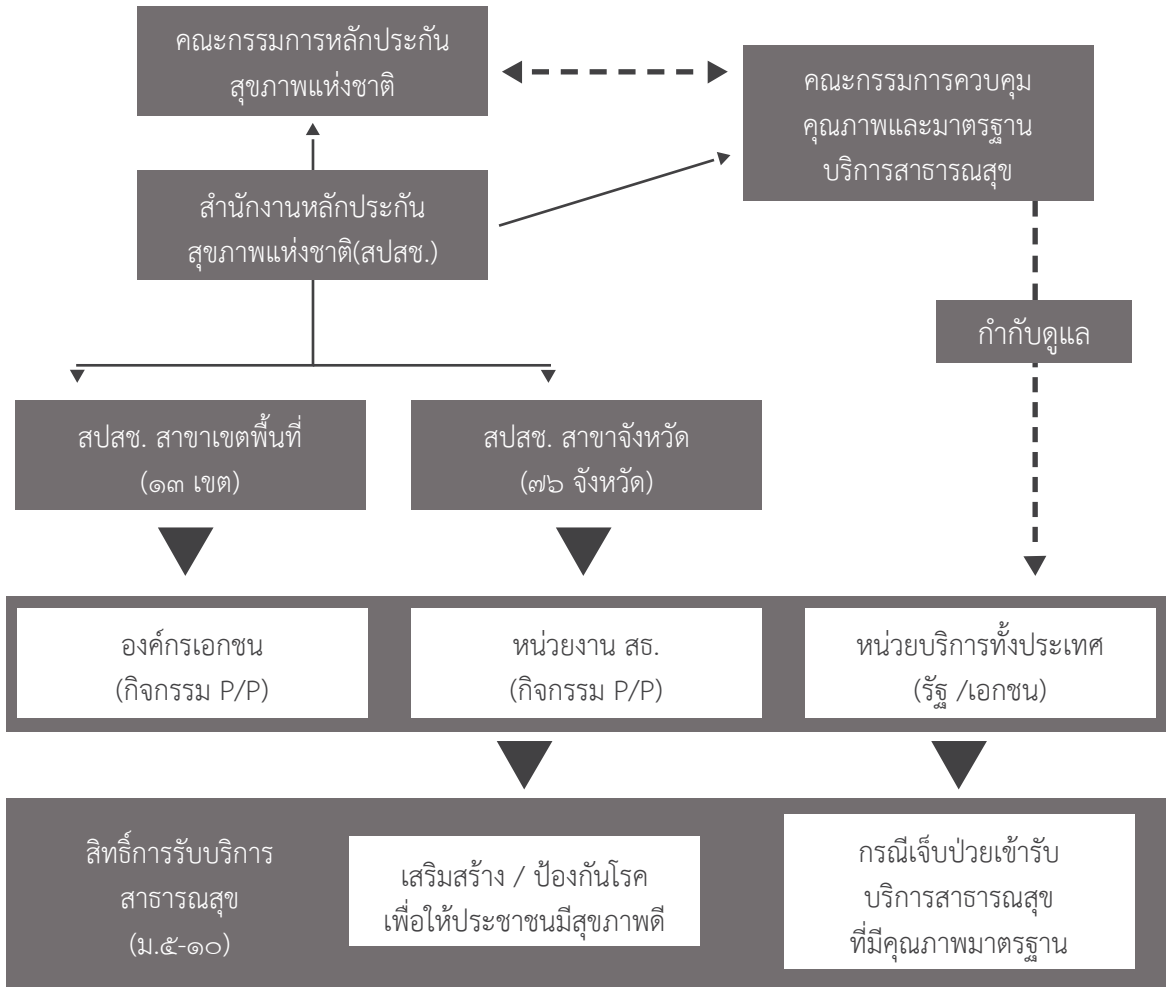 คณะกรรมการหลักประกัน
สุขภาพแห่งชาติ
คณะกรรมการควบคุม
คุณภาพและมาตรฐาน
บริการสาธารณสุข
สำนักงานหลักประกัน
สุขภาพแห่งชาติ(สปสช.)
กำกับดูแล
สปสช. สาขาเขตพื้นที่
(๑๓ เขต)
สปสช. สาขาจังหวัด
(๗๖ จังหวัด)
องค์กรเอกชน
(กิจกรรม P/P)
หน่วยงาน สธ.
(กิจกรรม P/P)
หน่วยบริการทั้งประเทศ
(รัฐ /เอกชน)
สิทธิ์การรับบริการ
สาธารณสุข
(ม.๕-๑๐)
เสริมสร้าง / ป้องกันโรค
เพื่อให้ประชาชนมีสุขภาพดี
กรณีเจ็บป่วยเข้ารับ
บริการสาธารณสุข
ที่มีคุณภาพมาตรฐาน